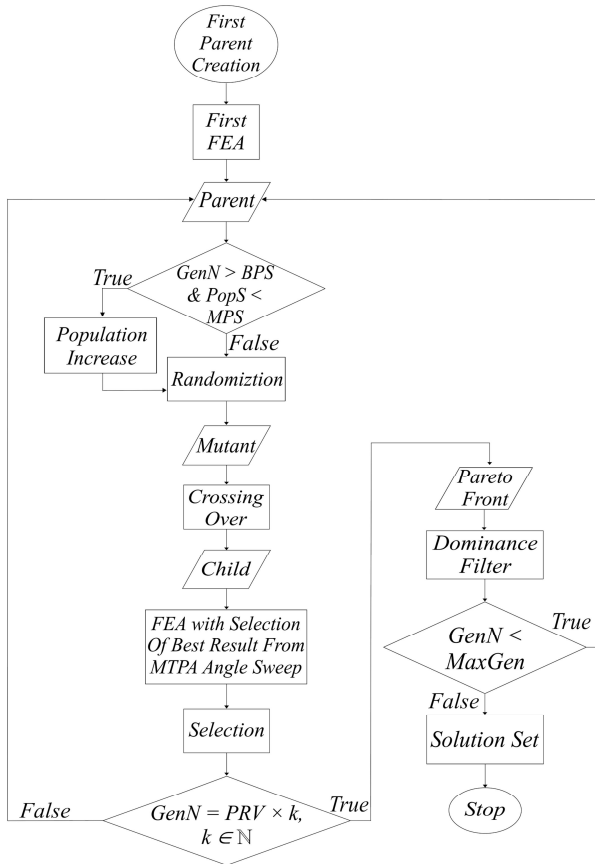 First
Parent
Creation
First
FEA
Parent
GenN > BPS
& PopS <
MPS
True
False
Population
Increase
Randomiztion
Mutant
Crossing
Over
Child
FEA with Selection
Of Best Result From
MTPA Angle Sweep
Selection
GenN = PRV × k,
k ∈ ℕ
False
True
Pareto
Front
Dominance
Filter
GenN <
MaxGen
True
False
Solution Set
Stop